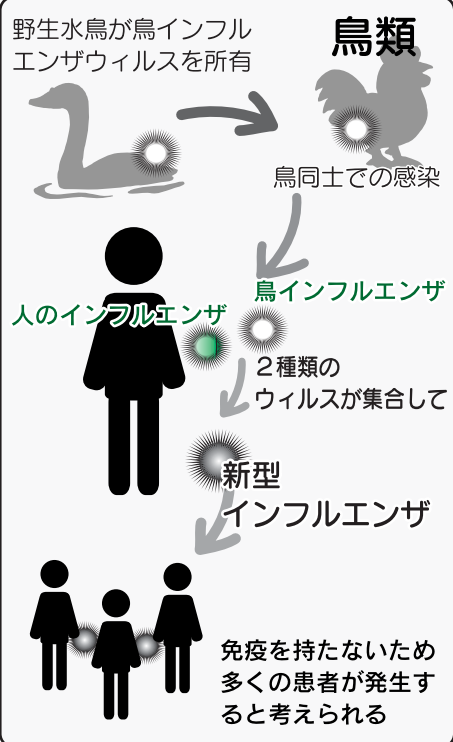 野生水鳥が鳥インフル
エンザウィルスを所有
鳥類
鳥同士での感染
鳥インフルエンザ
人のインフルエンザ
２種類の
ウィルスが集合して
新型
インフルエンザ
免疫を持たないため
多くの患者が発生す
ると考えられる